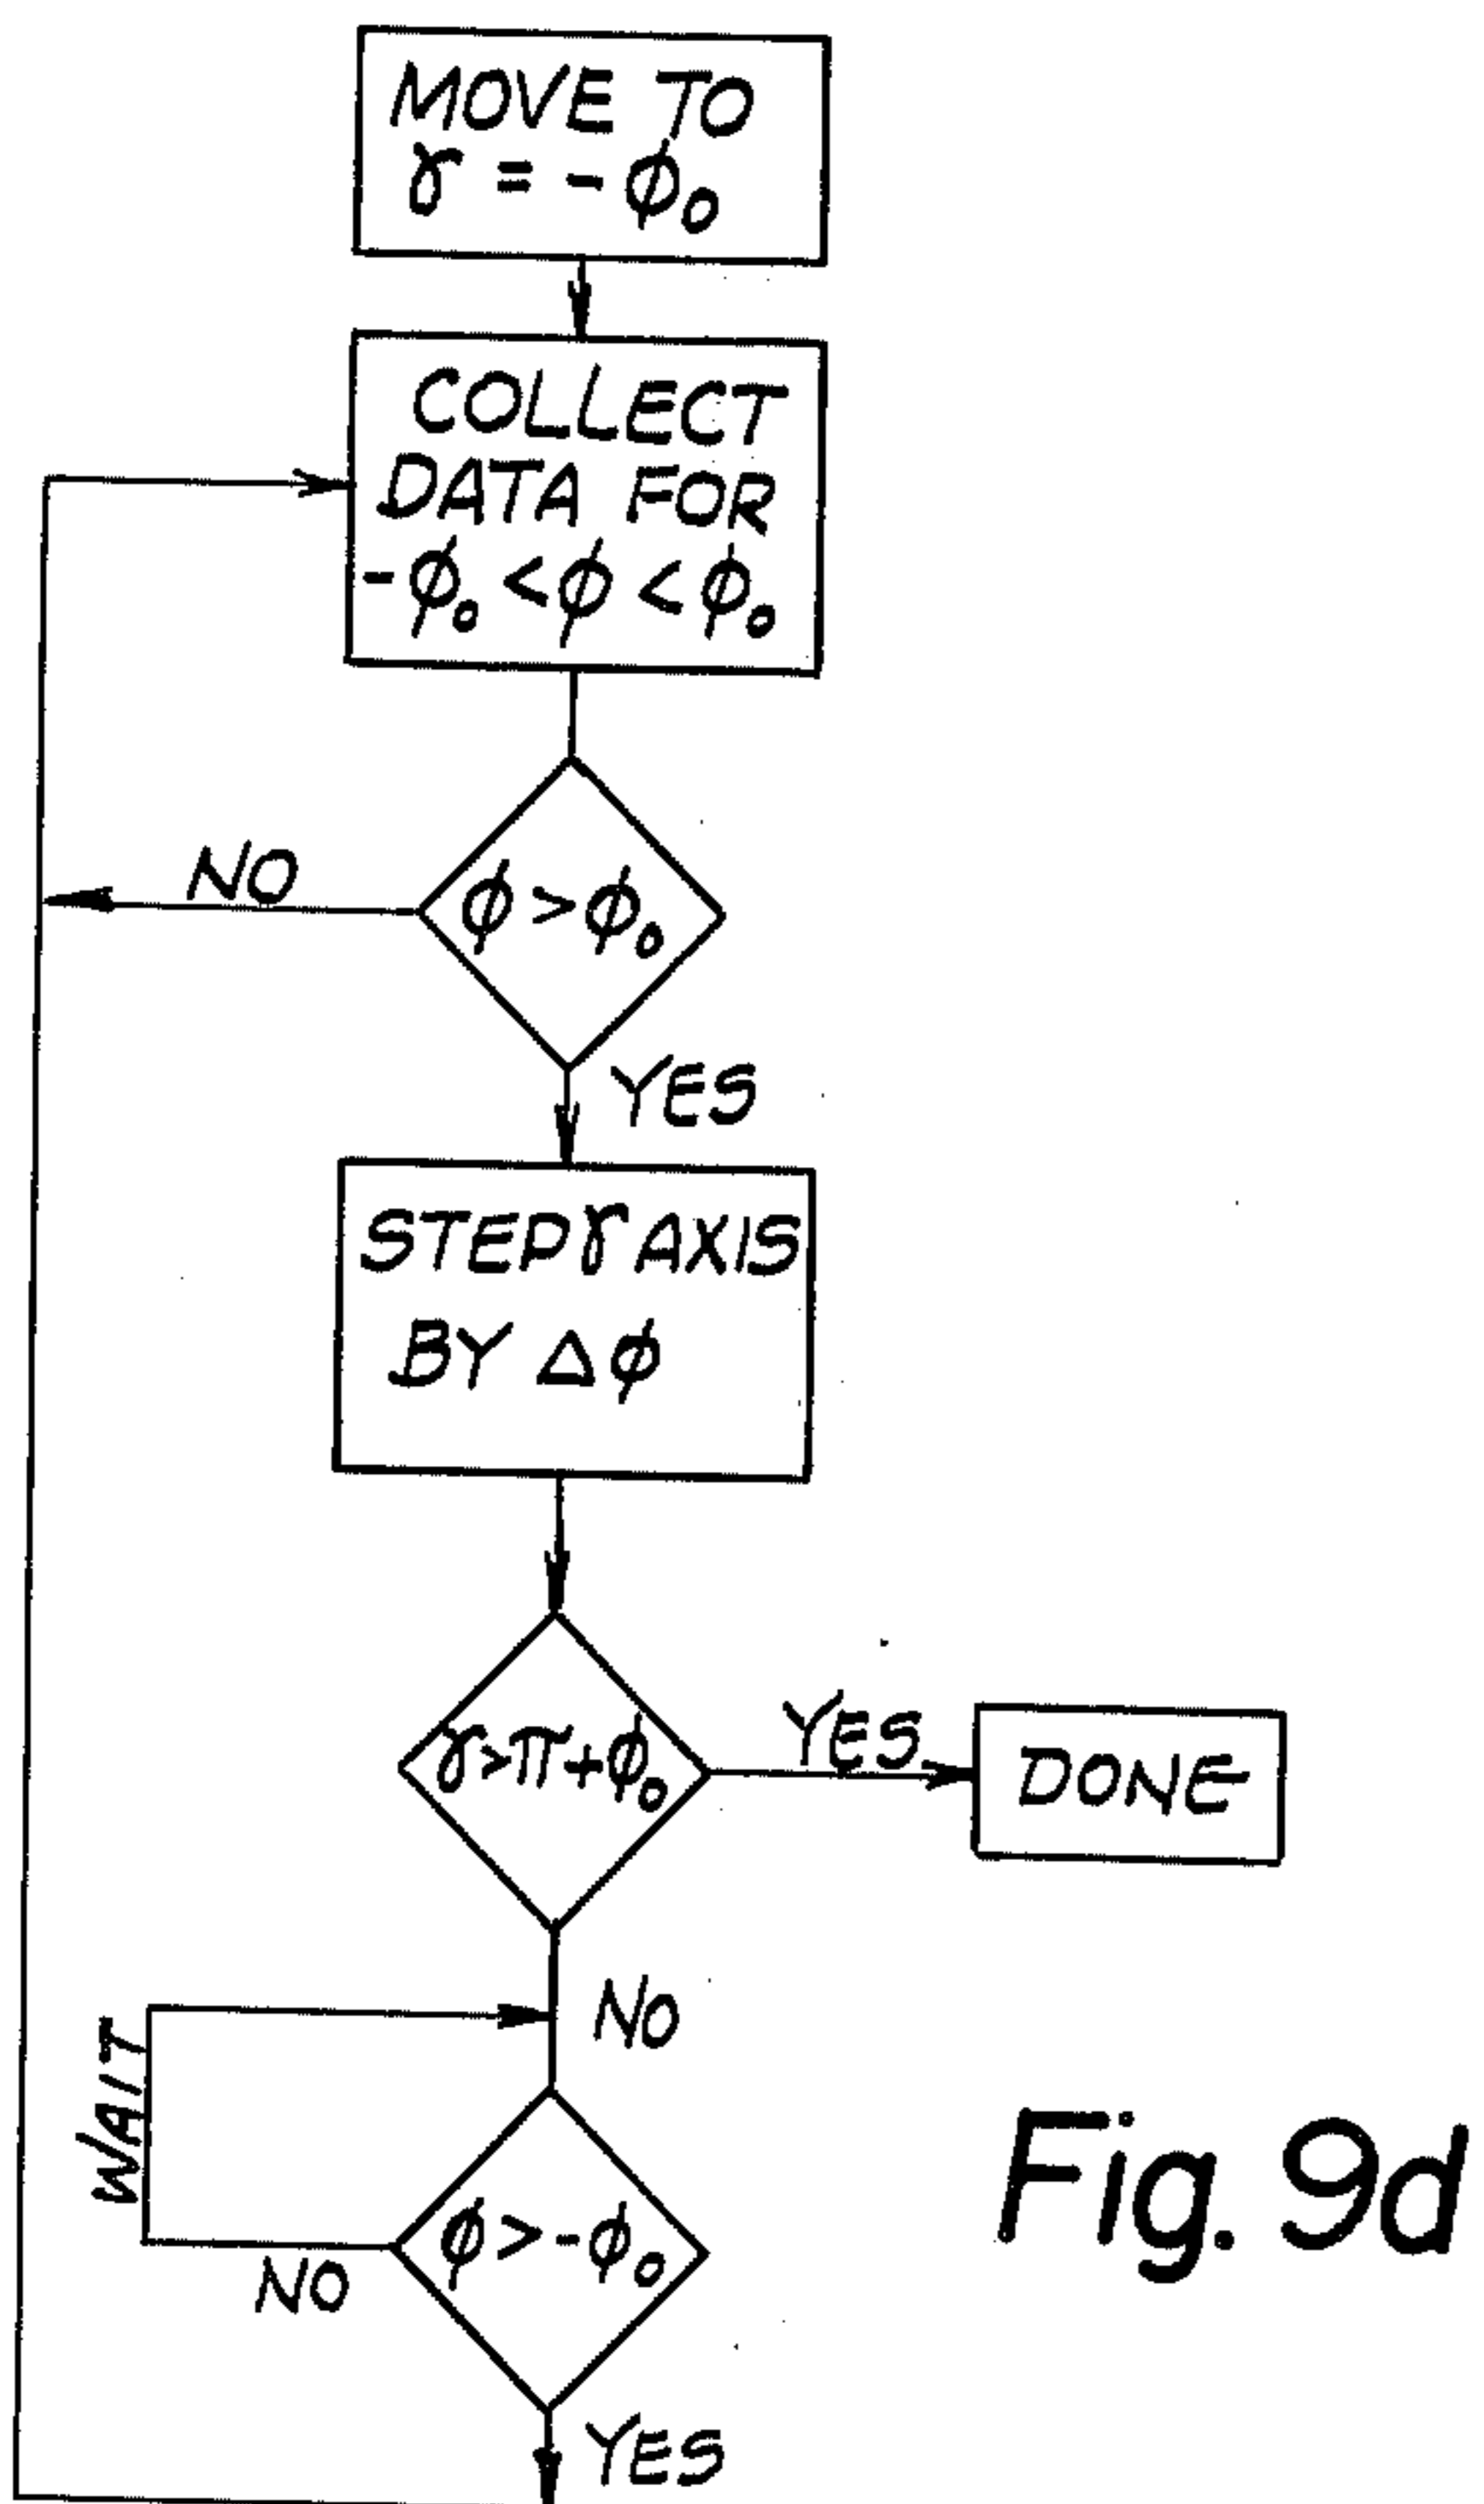 MOVE TO
γ = -ϕ₀
COLLECT
DATA FOR
-ϕ₀ < ϕ < ϕ₀
NO
ϕ > ϕ₀
YES
STEP γ AXIS
BY Δϕ
γ > π + ϕ₀
YES
DONE
NO
WAIT
ϕ > -ϕ₀
NO
YES
Fig. 9d